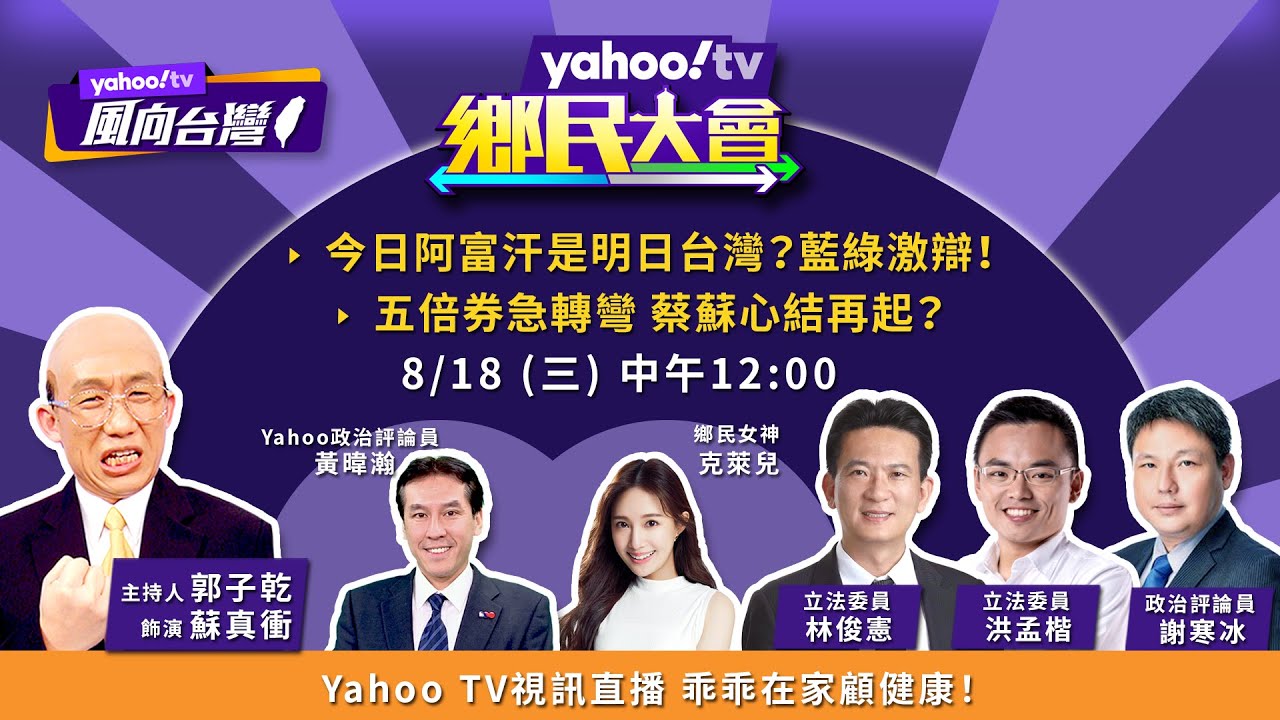 yahoo!tv
風向台灣
yahoo!tv
鄉民大會
今日阿富汗是明日台灣?藍綠激辯!
五倍券急轉彎 蔡蘇心結再起?
8/18 (三) 中午12:00
Yahoo政治評論員
黃暐瀚
鄉民女神
克萊兒
主持人 郭子乾
飾演 蘇真衝
立法委員
林俊憲
立法委員
洪孟楷
政治評論員
謝寒冰
Yahoo TV視訊直播 乖乖在家顧健康!